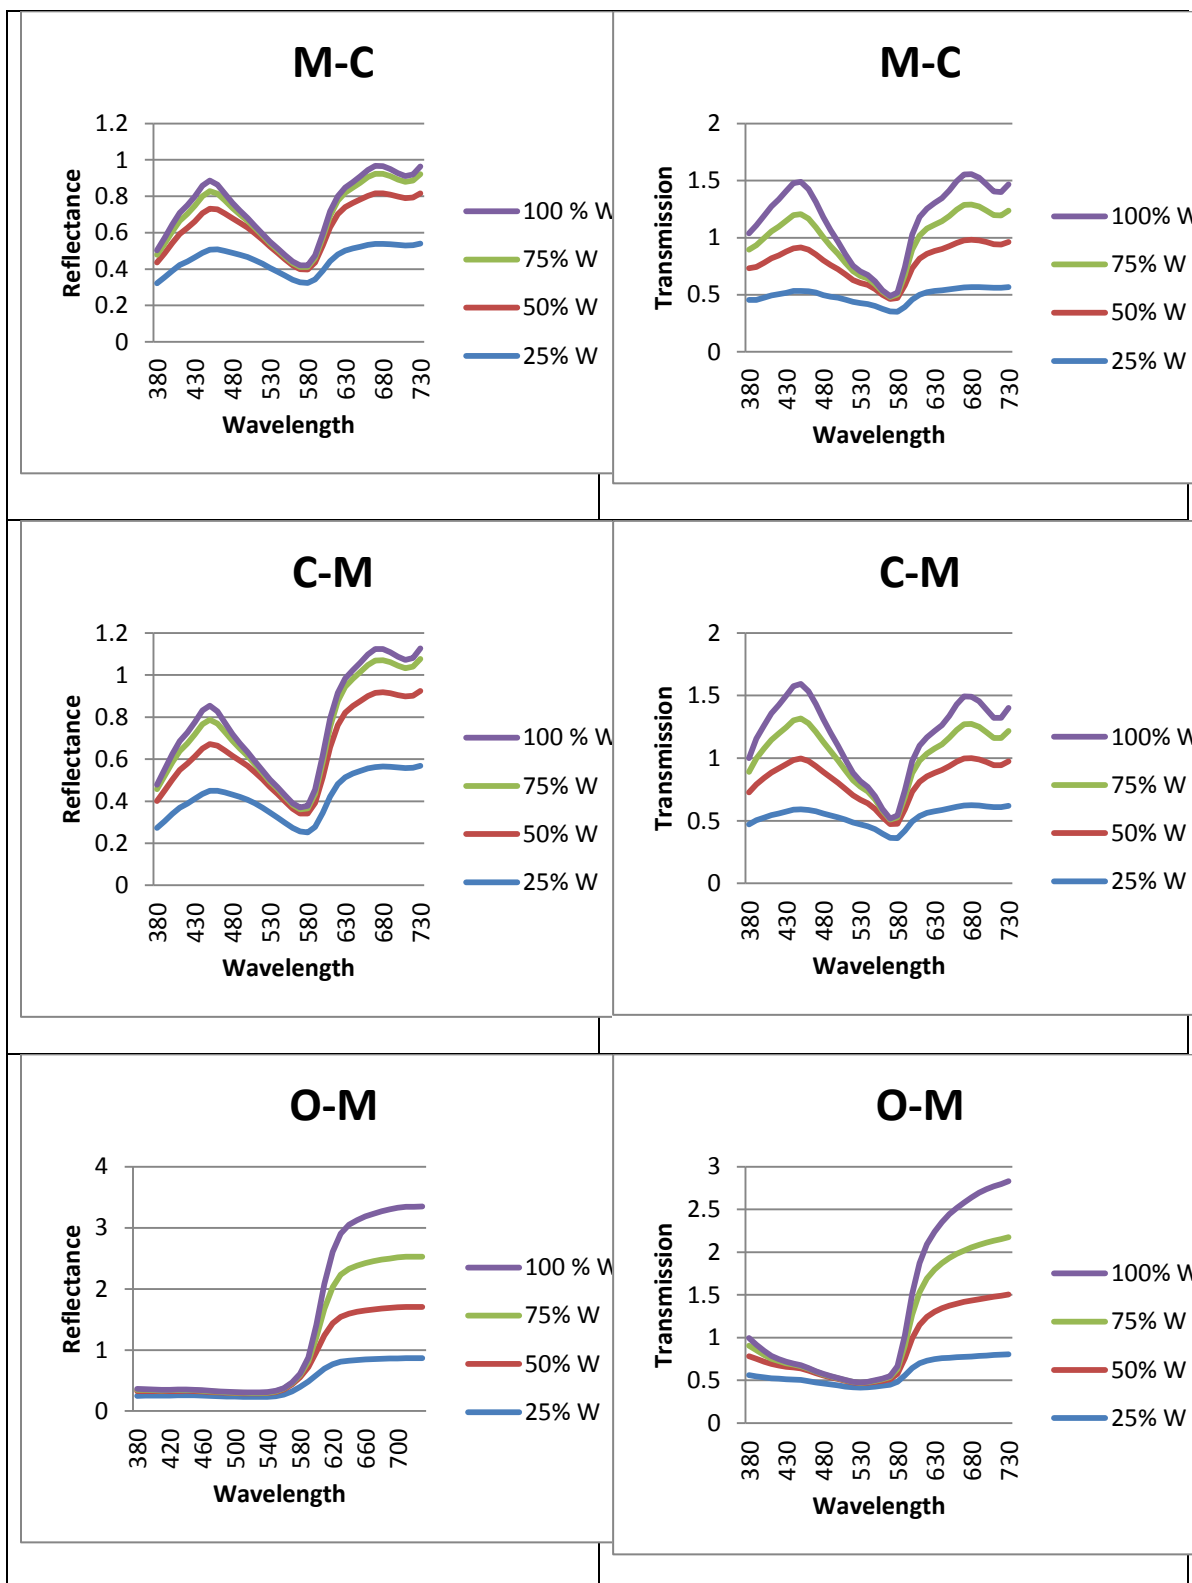 M-C
1.2
1
0.8
0.6
0.4
0.2
0
Reflectance
380 430 480 530 580 630 680 730
Wavelength
100 % W
75% W
50% W
25% W
M-C
2
1.5
1
0.5
0
Transmission
380 430 480 530 580 630 680 730
Wavelength
100% W
75% W
50% W
25% W
C-M
1.2
1
0.8
0.6
0.4
0.2
0
Reflectance
380 430 480 530 580 630 680 730
Wavelength
100 % W
75% W
50% W
25% W
C-M
2
1.5
1
0.5
0
Transmission
380 430 480 530 580 630 680 730
Wavelength
100% W
75% W
50% W
25% W
O-M
4
3
2
1
0
Reflectance
380 420 460 500 540 580 620 660 700
Wavelength
100 % W
75% W
50% W
25% W
O-M
3
2.5
2
1.5
1
0.5
0
Transmission
380 430 480 530 580 630 680 730
Wavelength
100% W
75% W
50% W
25% W